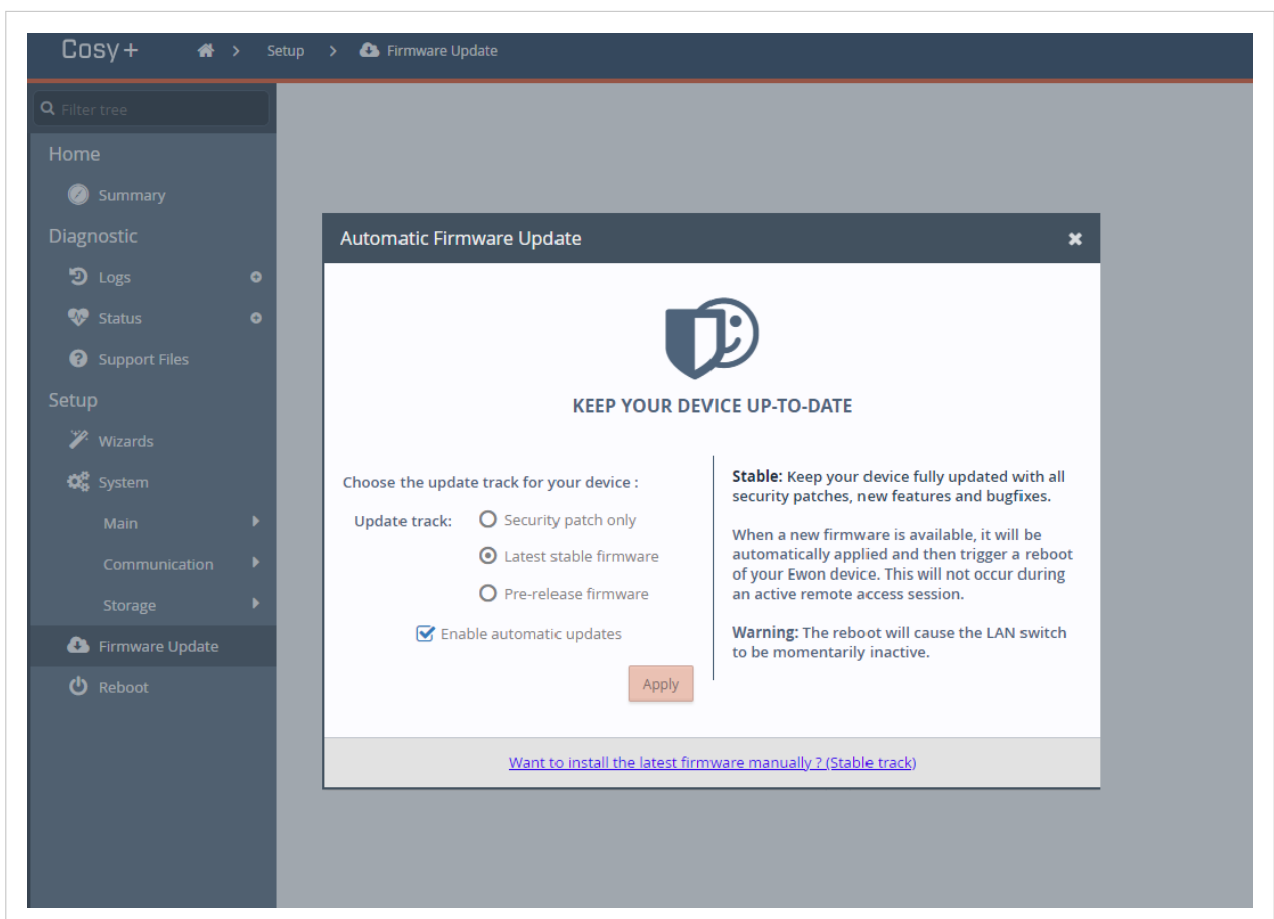 Cosy+ > Setup > Firmware Update
Filter tree
Home
Summary
Diagnostic
Logs
Status
Support Files
Setup
Wizards
System
Main
Communication
Storage
Firmware Update
Reboot
Automatic Firmware Update
KEEP YOUR DEVICE UP-TO-DATE
Choose the update track for your device :
Update track:
Security patch only
Latest stable firmware
Pre-release firmware
Enable automatic updates
Apply
Stable: Keep your device fully updated with all
security patches, new features and bugfixes.
When a new firmware is available, it will be
automatically applied and then trigger a reboot
of your Ewon device. This will not occur during
an active remote access session.
Warning: The reboot will cause the LAN switch
to be momentarily inactive.
Want to install the latest firmware manually ? (Stable track)